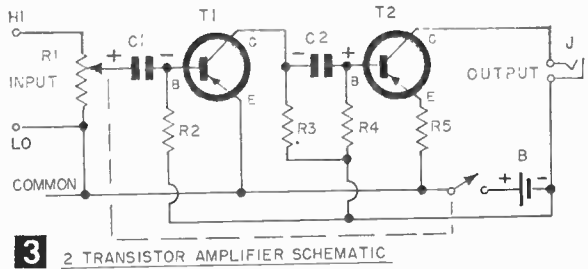 HI
R1
INPUT
LO
COMMON
+ C1 −
T1
C
B
E
R2
− C2 +
R3
R4
T2
C
B
E
R5
J
OUTPUT
B
+ −
3 2 TRANSISTOR AMPLIFIER SCHEMATIC